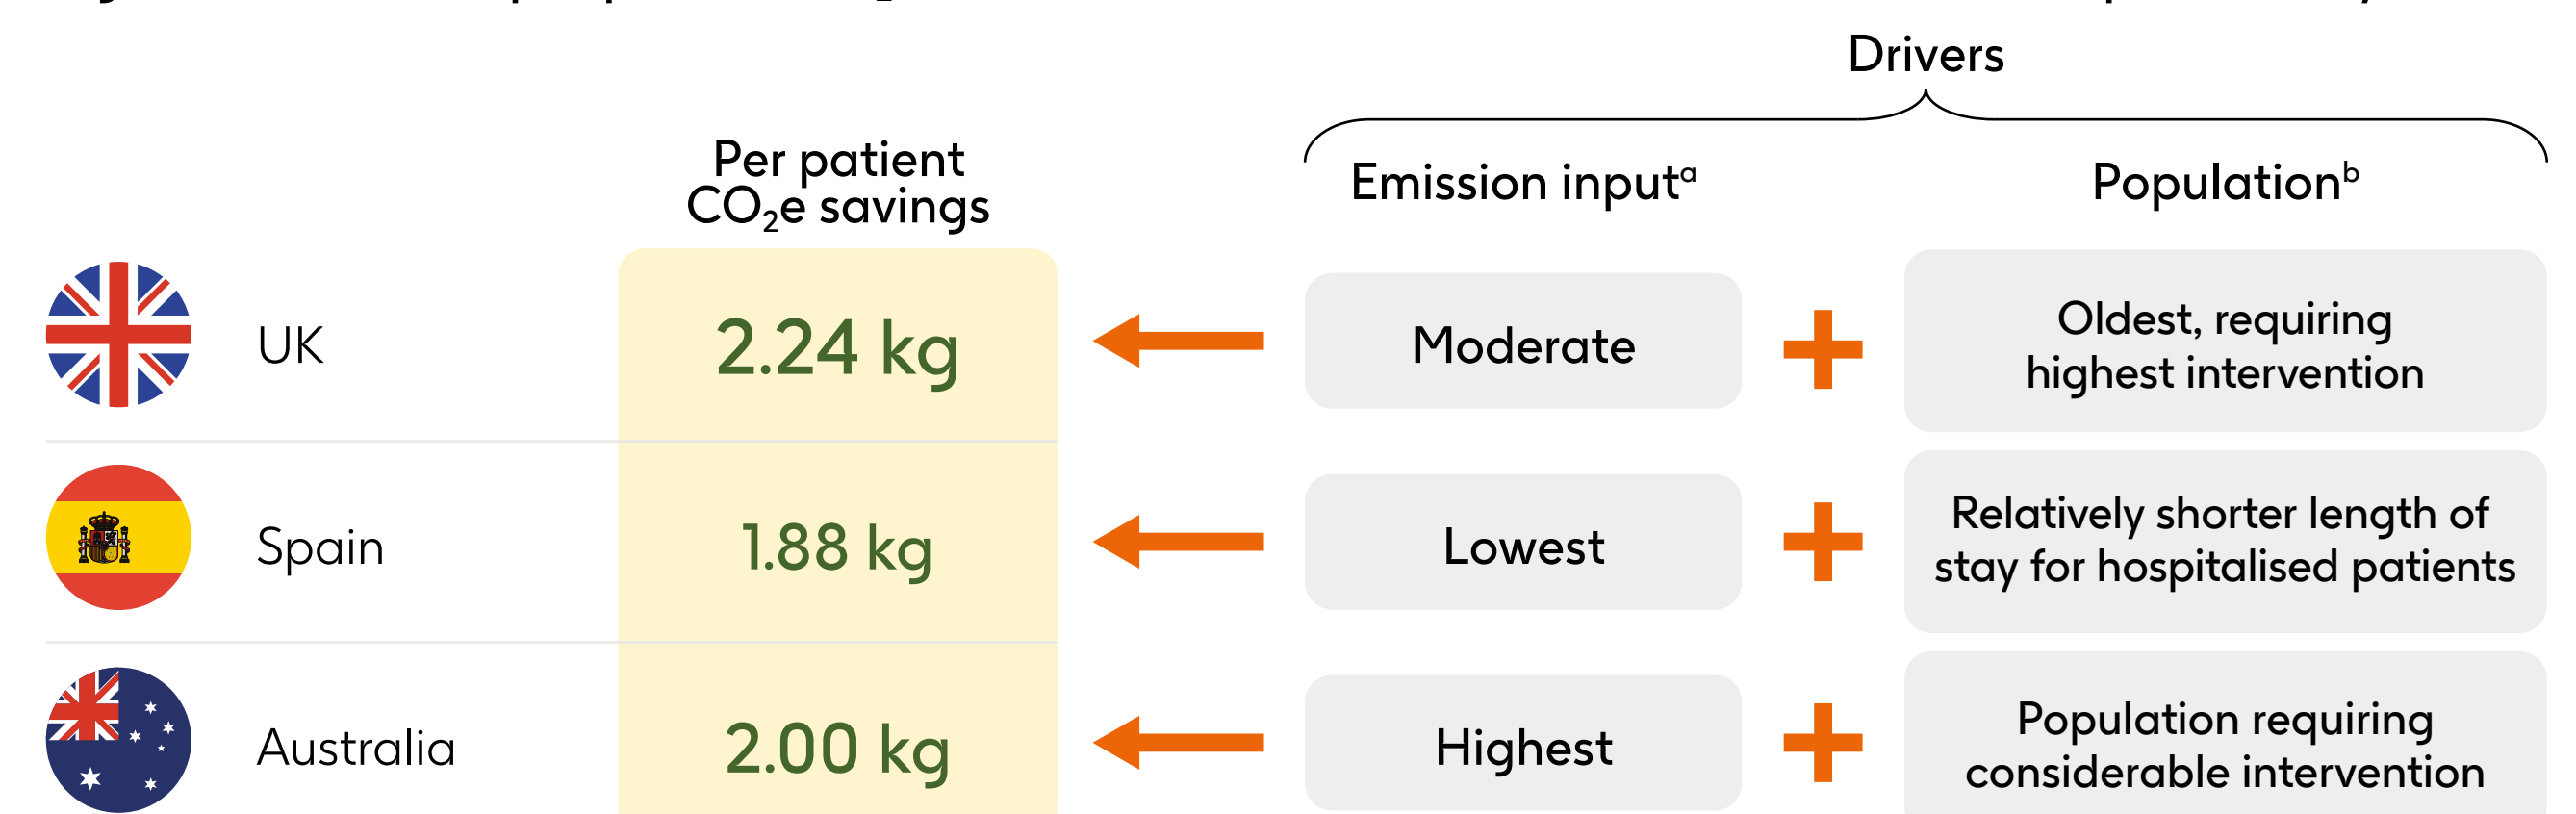 Drivers
Per patient
CO₂e savings
Emission inputᵃ
Populationᵇ
UK
2.24 kg
Moderate
Oldest, requiring
highest intervention
Spain
1.88 kg
Lowest
Relatively shorter length of
stay for hospitalised patients
Australia
2.00 kg
Highest
Population requiring
considerable intervention